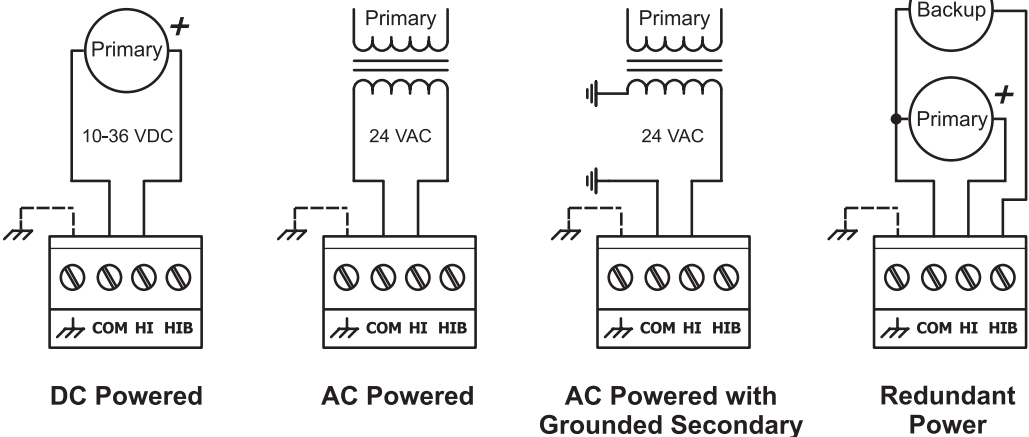 Primary
+
10-36 VDC
COM HI HIB
DC Powered
Primary
24 VAC
COM HI HIB
AC Powered
Primary
24 VAC
COM HI HIB
AC Powered with
Grounded Secondary
Backup
Primary
+
COM HI HIB
Redundant
Power